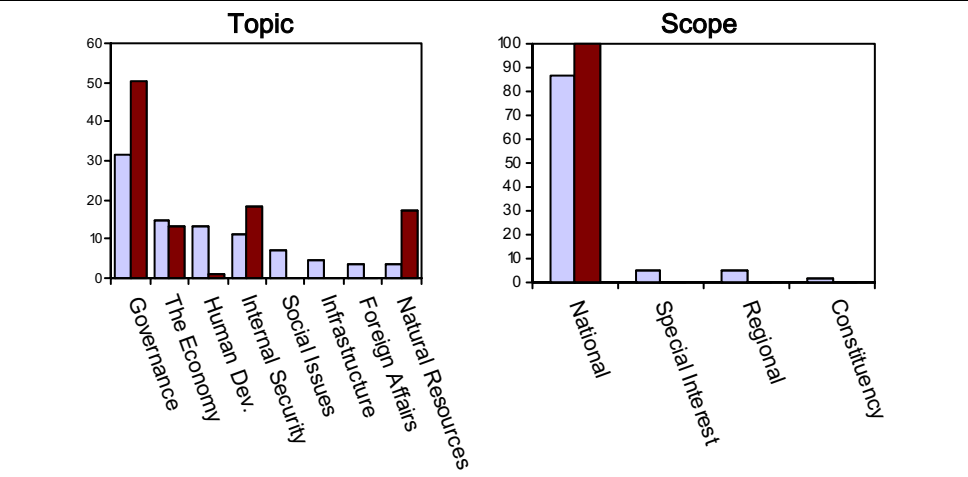 Topic
60
50
40
30
20
10
0
Governance
The Economy
Human Dev.
Internal Security
Social Issues
Infrastructure
Foreign Affairs
Natural Resources
Scope
100
90
80
70
60
50
40
30
20
10
0
National
Special Interest
Regional
Constituency